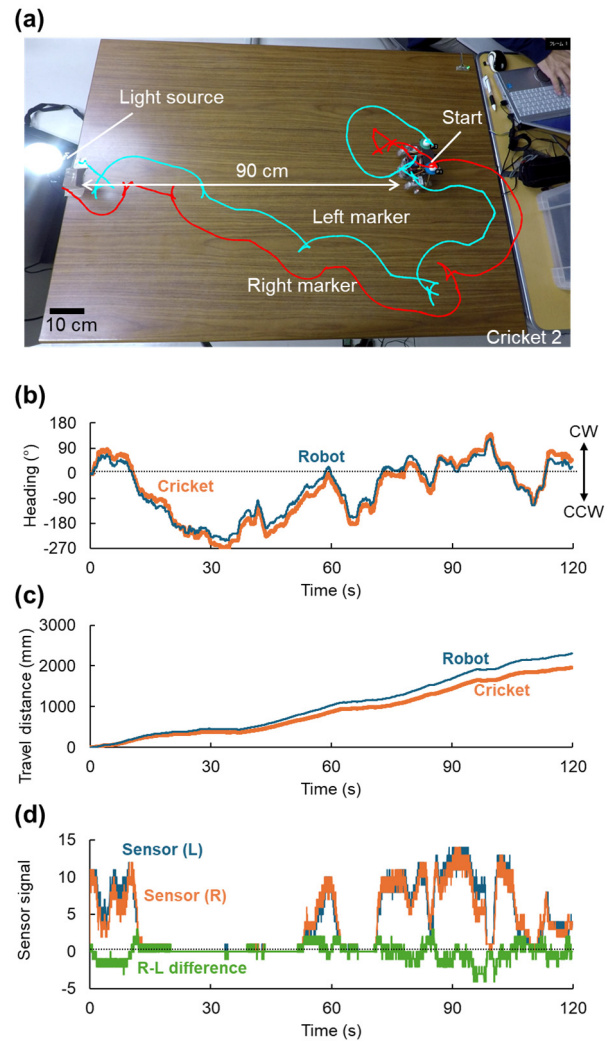 (a)
Light source
Start
90 cm
Left marker
Right marker
10 cm
Cricket 2
(b)
Heading (°)
180
90
0
-90
-180
-270
Robot
Cricket
CW
CCW
0 30 60 90 120
Time (s)
(c)
Travel distance (mm)
3000
2000
1000
0
Robot
Cricket
0 30 60 90 120
Time (s)
(d)
Sensor signal
15
10
5
0
-5
Sensor (L)
Sensor (R)
R-L difference
0 30 60 90 120
Time (s)